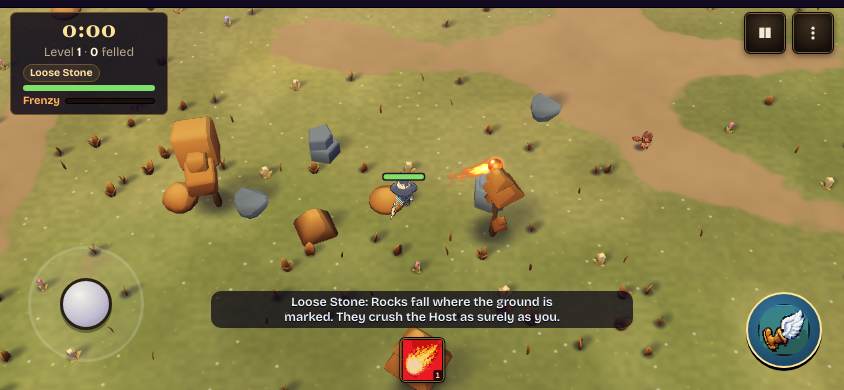 0:00
Level 1 · 0 felled
Loose Stone
Frenzy
Loose Stone: Rocks fall where the ground is
marked. They crush the Host as surely as you.
1